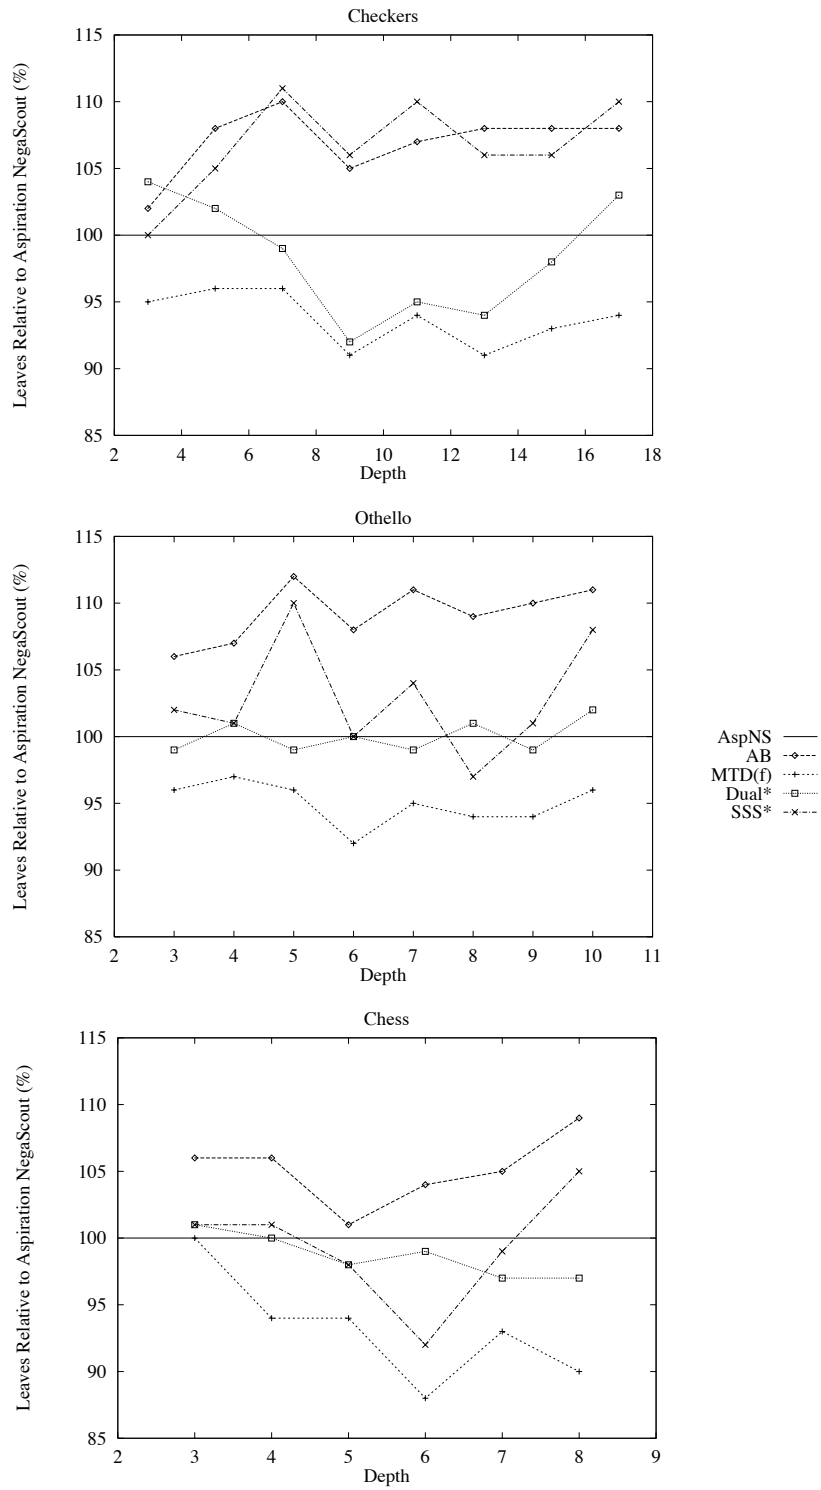 Checkers
Leaves Relative to Aspiration NegaScout (%)
115
110
105
100
95
90
85
2 4 6 8 10 12 14 16 18
Depth
Othello
Leaves Relative to Aspiration NegaScout (%)
115
110
105
100
95
90
85
2 3 4 5 6 7 8 9 10 11
Depth
AspNS
AB
MTD(f)
Dual*
SSS*
Chess
Leaves Relative to Aspiration NegaScout (%)
115
110
105
100
95
90
85
2 3 4 5 6 7 8 9
Depth